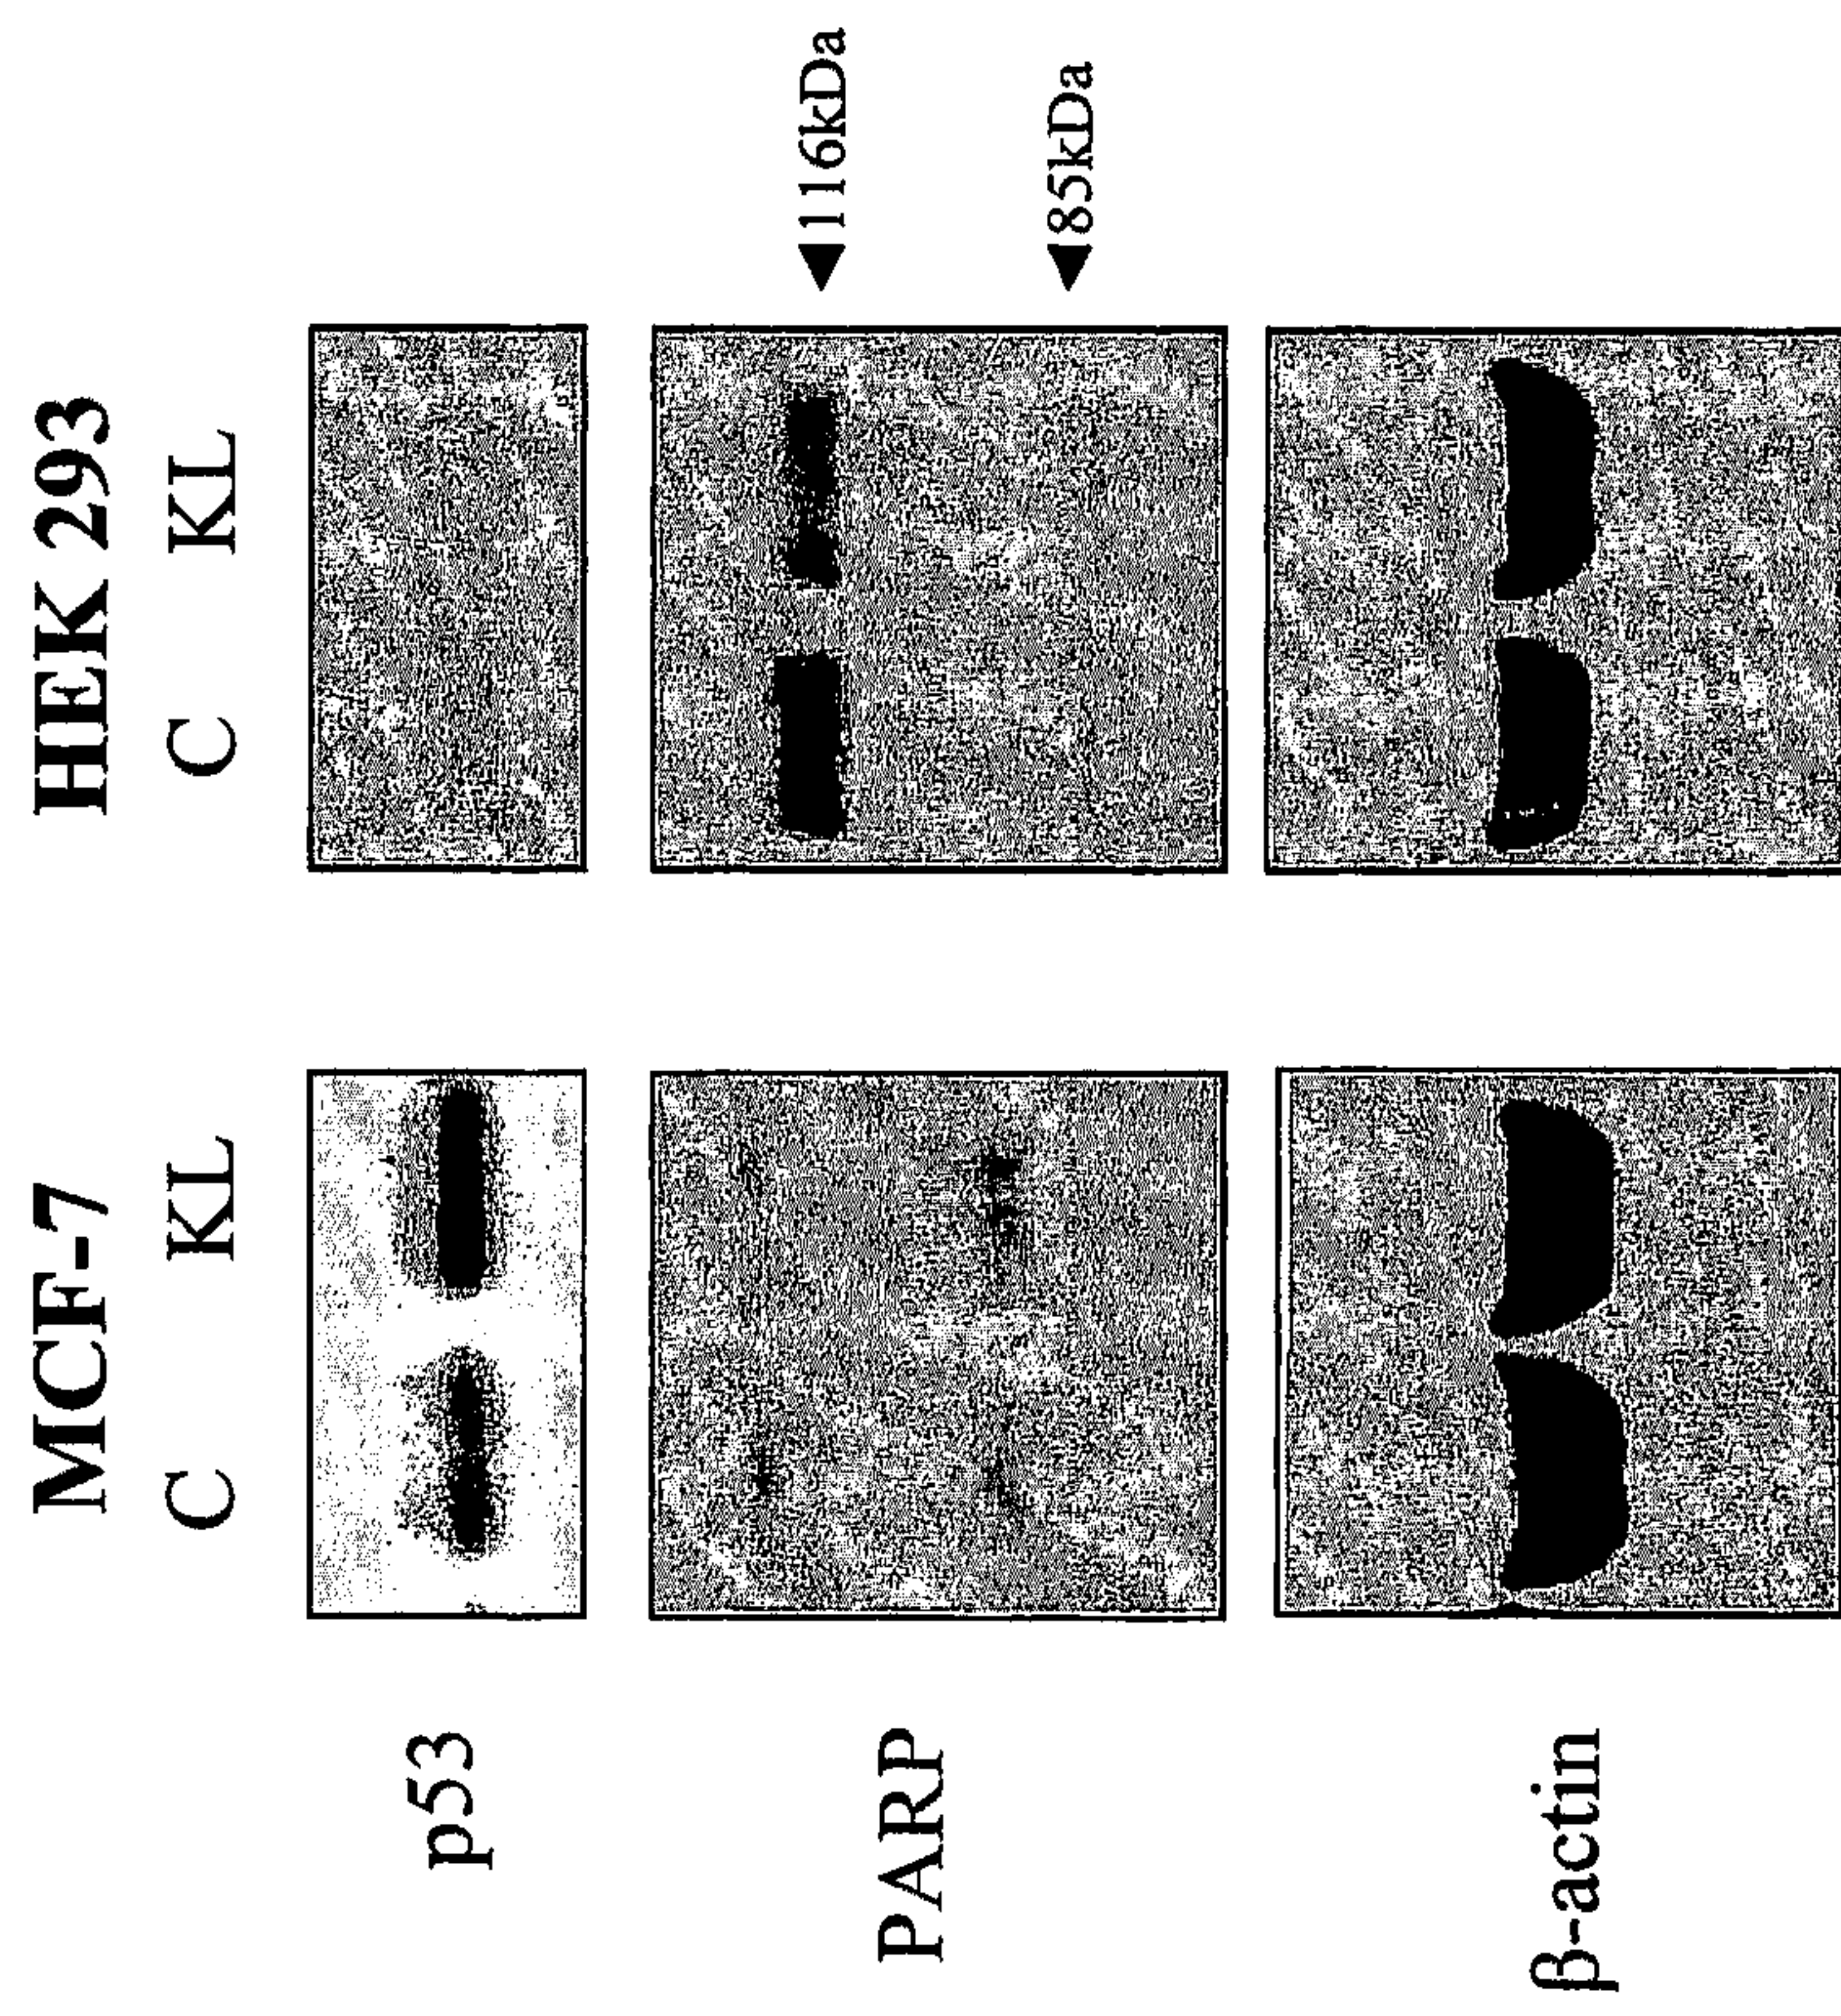 MCF-7 HEK 293
C KL C KL
p53
PARP
116kDa
85kDa
β-actin